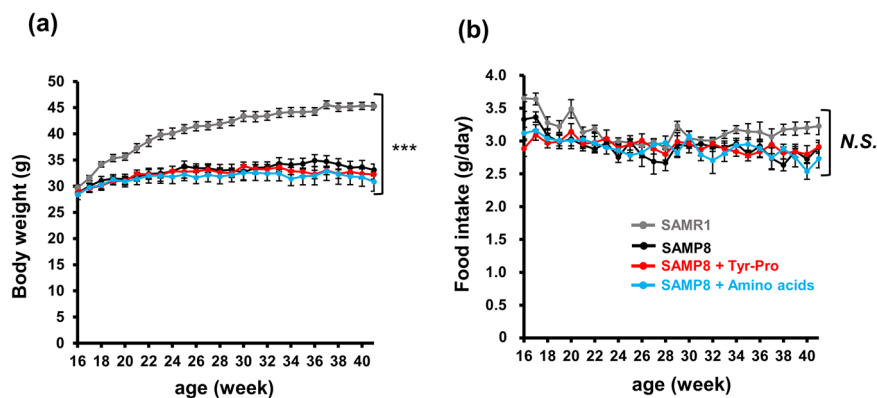 (a)
Body weight (g)
50
45
40
35
30
25
20
15
10
5
0
16 18 20 22 24 26 28 30 32 34 36 38 40
age (week)
***
(b)
Food intake (g/day)
4.0
3.5
3.0
2.5
2.0
1.5
1.0
0.5
0
16 18 20 22 24 26 28 30 32 34 36 38 40
age (week)
N.S.
SAMR1
SAMP8
SAMP8 + Tyr-Pro
SAMP8 + Amino acids